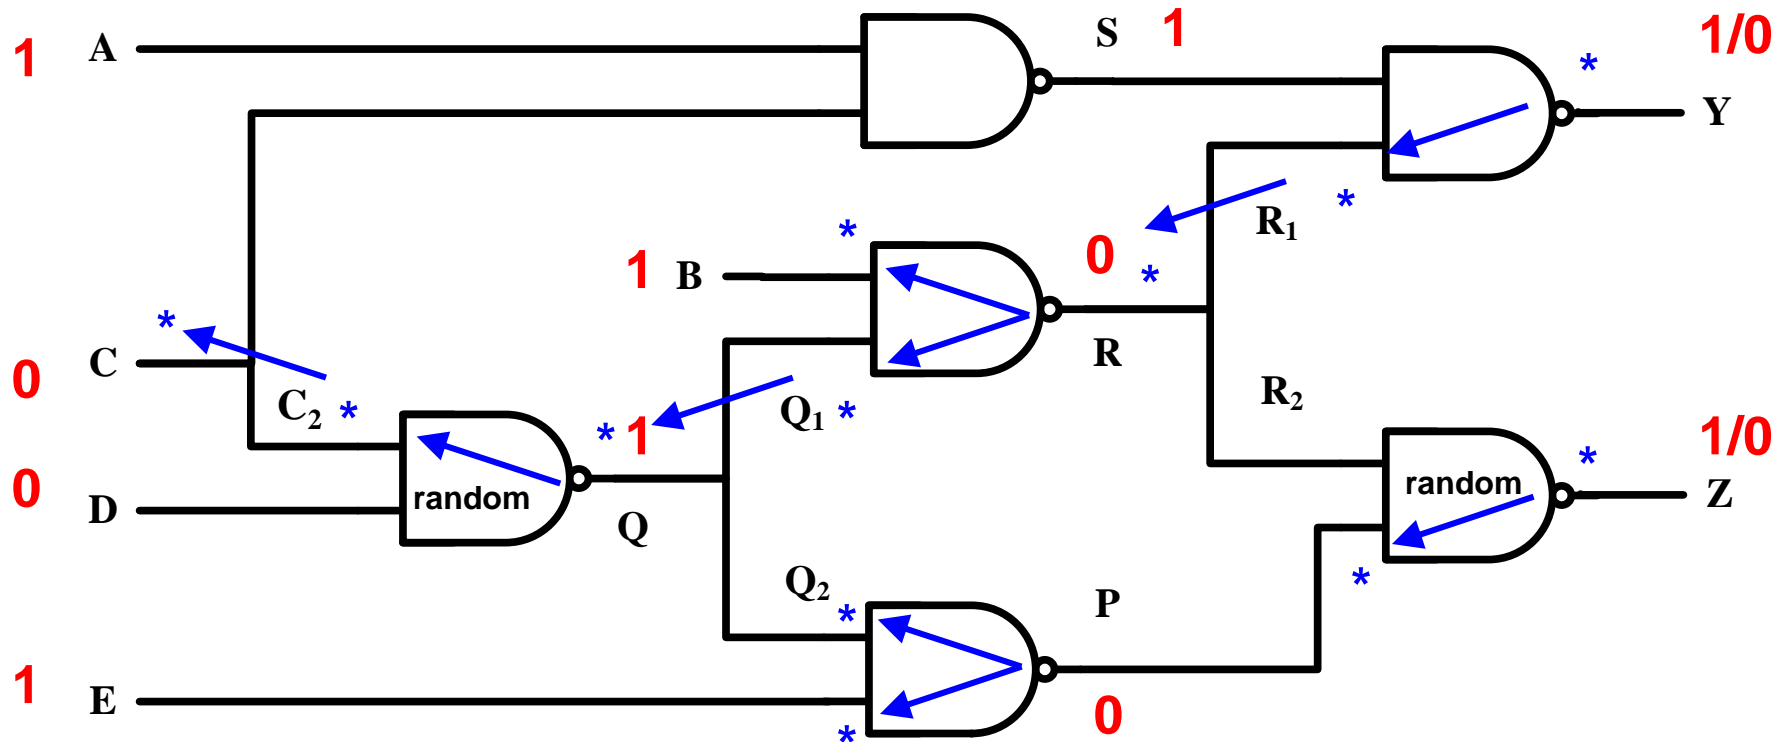 1 A
S 1
1/0
*
Y
*
R₁
*
1 B
0
*
R
*
0 C
C₂ *
* 1
Q₁ *
R₂
1/0
random
random
*
Z
0 D
Q
Q₂
*
P
*
1 E
0
*